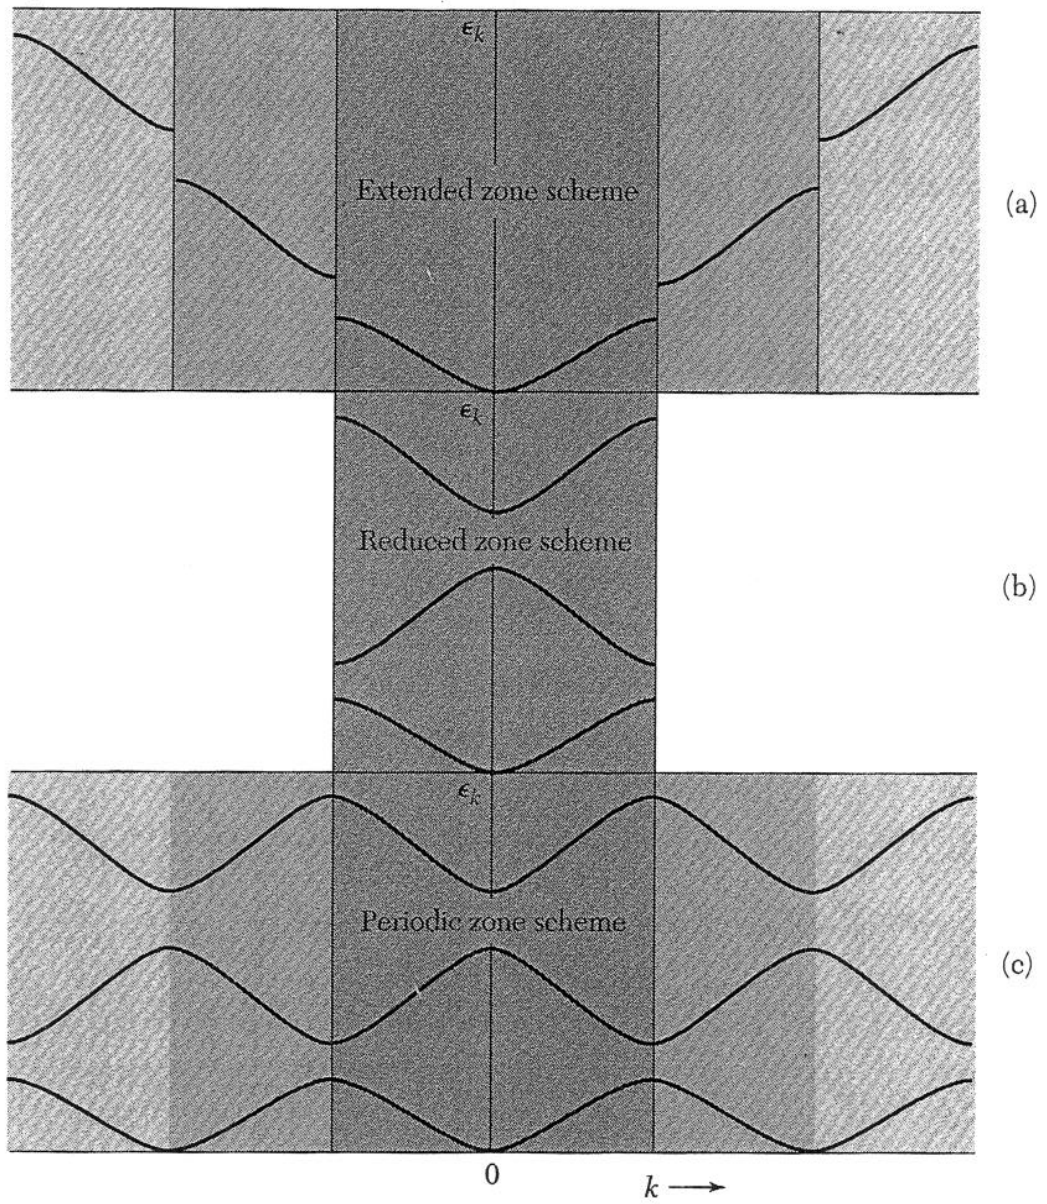 ϵk
Extended zone scheme
(a)
ϵk
Reduced zone scheme
(b)
ϵk
Periodic zone scheme
(c)
0
k →